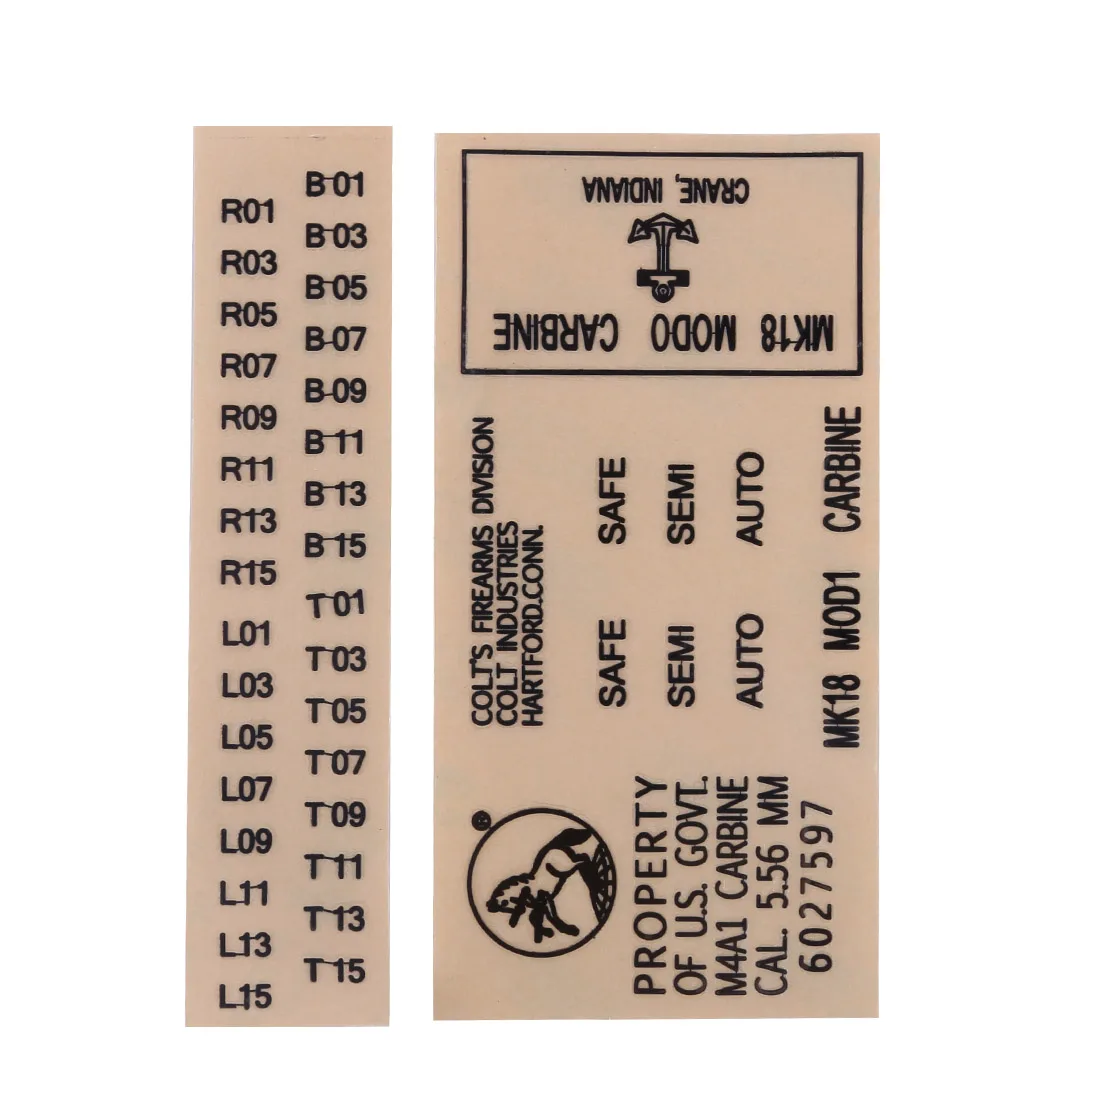 R01
R03
R05
R07
R09
R11
R13
R15
L01
L03
L05
L07
L09
L11
L13
L15
B 01
B 03
B 05
B 07
B 09
B 11
B 13
B 15
T 01
T 03
T 05
T 07
T 09
T 11
T 13
T 15
MK18 MOD0 CARBINE
CRANE, INDIANA
COLT'S FIREARMS DIVISION
COLT INDUSTRIES
HARTFORD.CONN.
SAFE
SEMI
AUTO
SAFE
SEMI
AUTO
MK18 MOD1 CARBINE
®
PROPERTY
OF U.S. GOVT.
M4A1 CARBINE
CAL. 5.56 MM
6027597